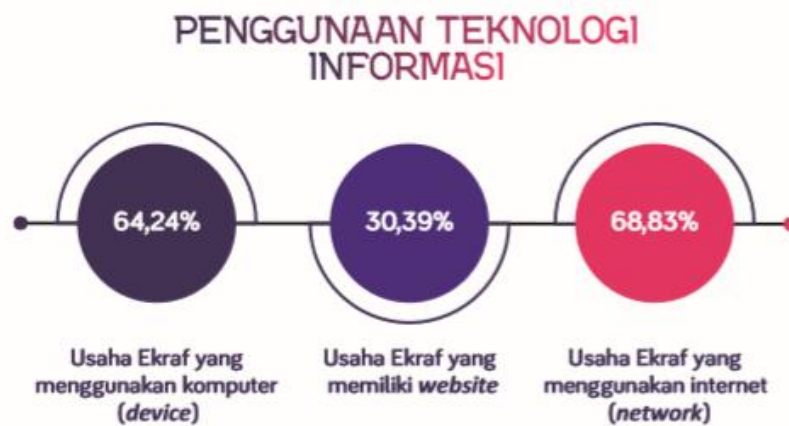 PENGGUNAAN TEKNOLOGI
INFORMASI
64,24%
30,39%
68,83%
Usaha Ekraf yang
menggunakan komputer
(device)
Usaha Ekraf yang
memiliki website
Usaha Ekraf yang
menggunakan internet
(network)